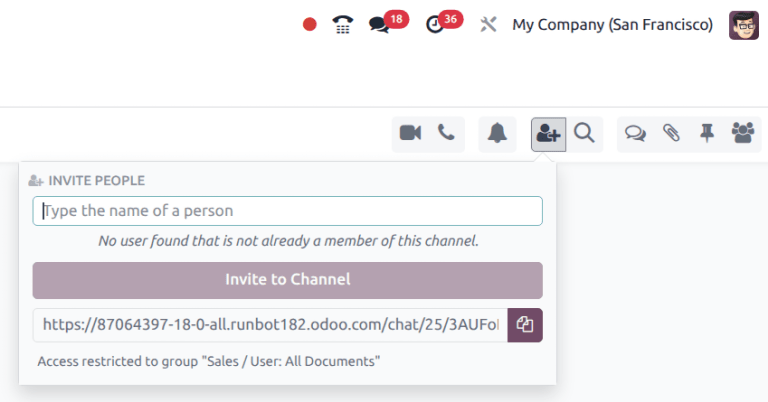 18
36
My Company (San Francisco)
INVITE PEOPLE
Type the name of a person
No user found that is not already a member of this channel.
Invite to Channel
https://87064397-18-0-all.runbot182.odoo.com/chat/25/3AUFo
Access restricted to group "Sales / User: All Documents"